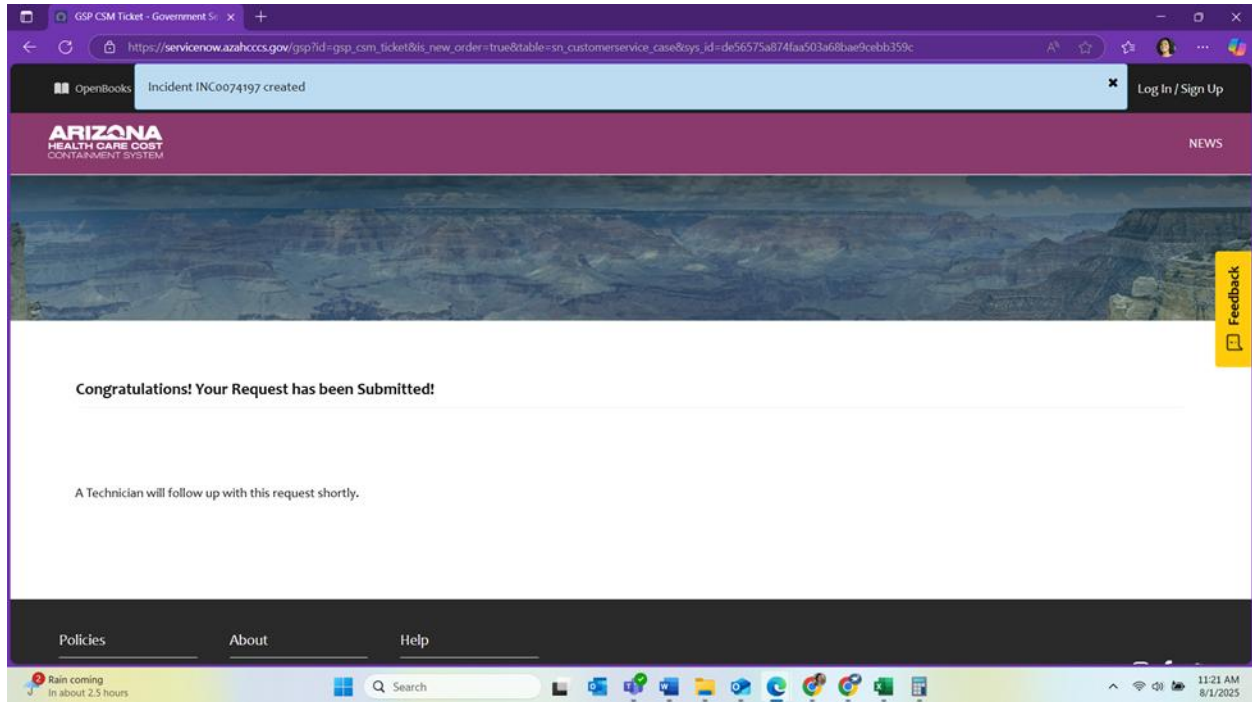 GSP CSM Ticket - Government Se
https://servicenow.azahcccs.gov/gsp?id=gsp_csm_ticket&is_new_order=true&table=sn_customerservice_case&sys_id=de56575a874faa503a68bae9cebb359c
OpenBooks
Incident INC0074197 created
Log In / Sign Up
ARIZONA
HEALTH CARE COST
CONTAINMENT SYSTEM
NEWS
Feedback
Congratulations! Your Request has been Submitted!
A Technician will follow up with this request shortly.
Policies About Help
2
Rain coming
In about 2.5 hours
Search
11:21 AM
8/1/2025